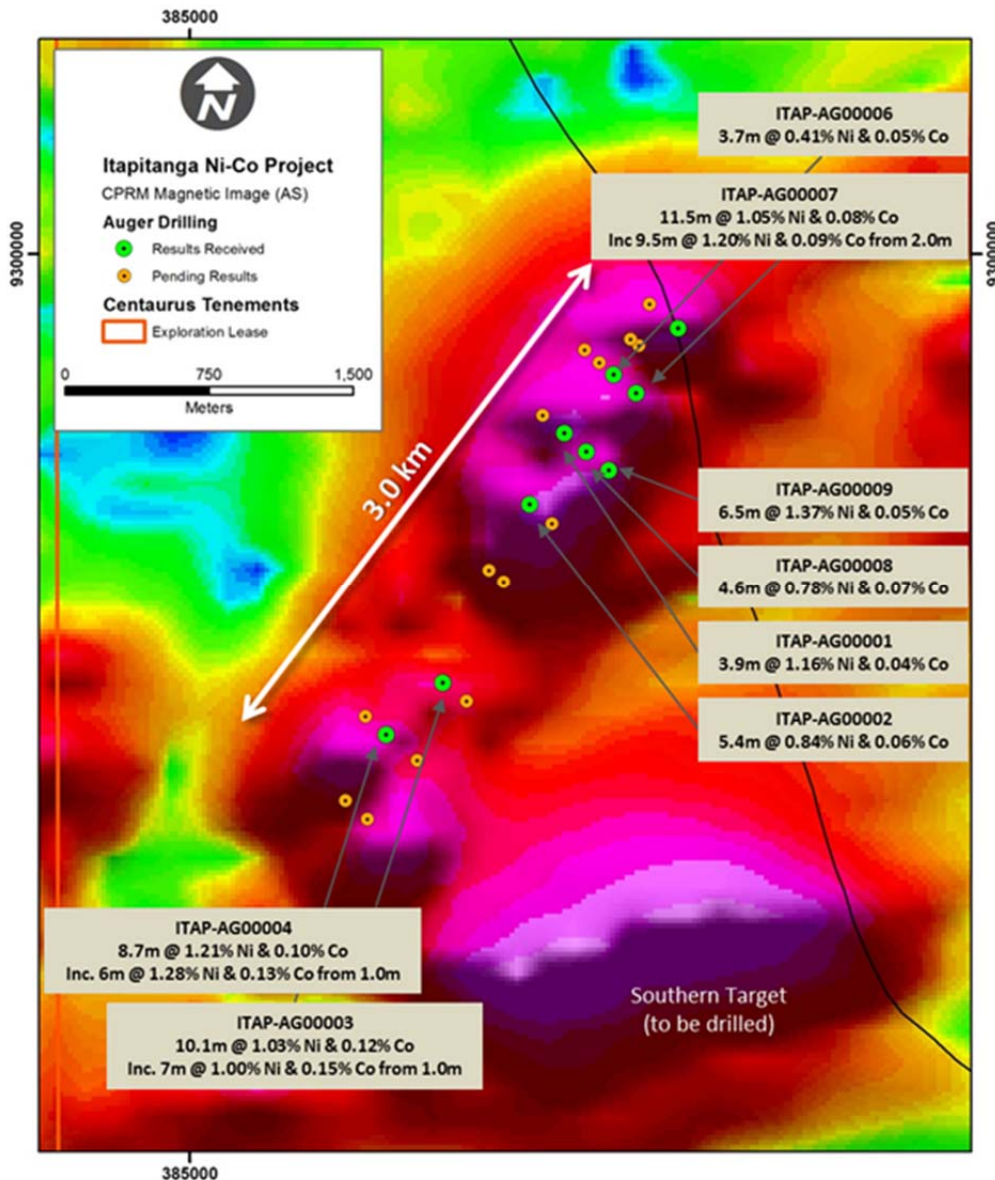 385000
N
Itapitanga Ni-Co Project
CPRM Magnetic Image (AS)
Auger Drilling
Results Received
Pending Results
Centaurus Tenements
Exploration Lease
0 750 1,500
Meters
9300000
9300000
ITAP-AG00006
3.7m @ 0.41% Ni & 0.05% Co
ITAP-AG00007
11.5m @ 1.05% Ni & 0.08% Co
Inc 9.5m @ 1.20% Ni & 0.09% Co from 2.0m
3.0 km
ITAP-AG00009
6.5m @ 1.37% Ni & 0.05% Co
ITAP-AG00008
4.6m @ 0.78% Ni & 0.07% Co
ITAP-AG00001
3.9m @ 1.16% Ni & 0.04% Co
ITAP-AG00002
5.4m @ 0.84% Ni & 0.06% Co
ITAP-AG00004
8.7m @ 1.21% Ni & 0.10% Co
Inc. 6m @ 1.28% Ni & 0.13% Co from 1.0m
ITAP-AG00003
10.1m @ 1.03% Ni & 0.12% Co
Inc. 7m @ 1.00% Ni & 0.15% Co from 1.0m
Southern Target
(to be drilled)
385000